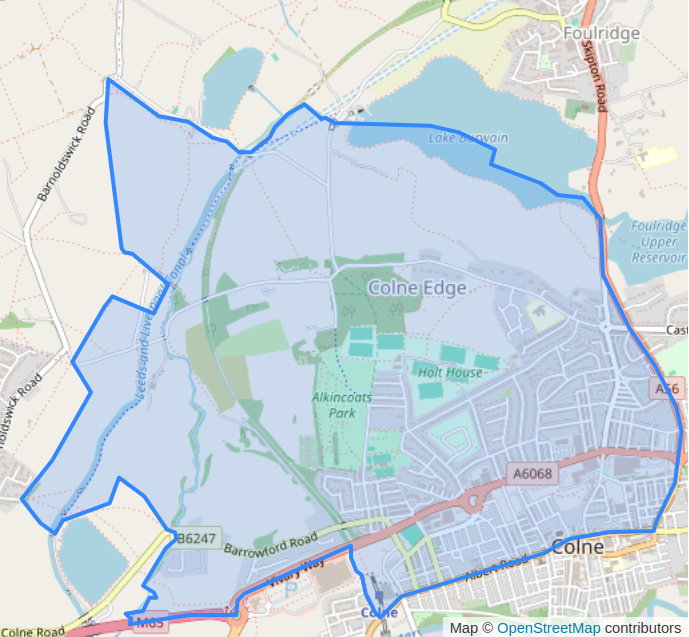 Foulridge
Skipton Road
Barnoldswick Road
Lake Burwain
Foulridge
Upper
Reservoir
Colne Edge
Leeds and Liverpool Canal
Cast
Holt House
A56
Alkincoats
Park
noldswick Road
A6068
B6247
Barrowford Road
Colne
Vivary Way
Albert Road
P
Colne
M65
Colne Road
Map © OpenStreetMap contributors